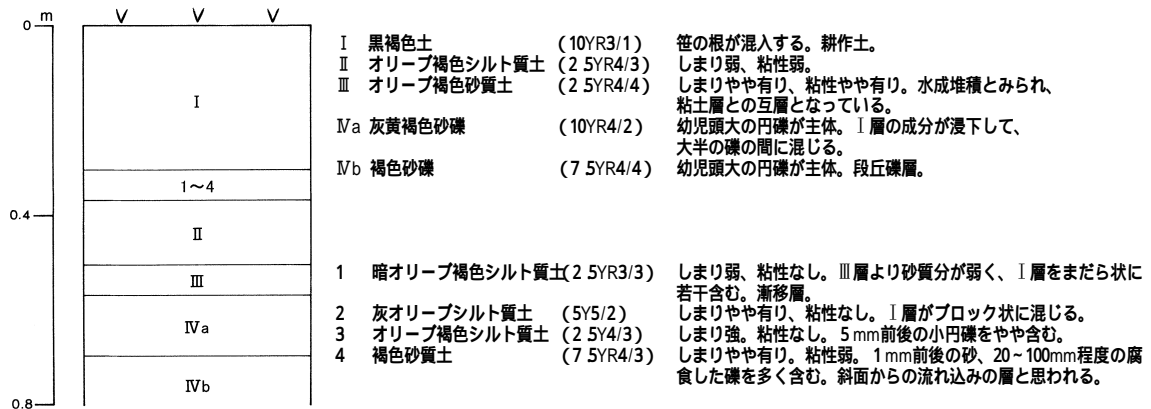 m
0
0.4
0.8
Ⅰ
1～4
Ⅱ
Ⅲ
Ⅳa
Ⅳb
Ⅰ 黒褐色土 (10YR3/1) 笹の根が混入する。耕作土。
Ⅱ オリーブ褐色シルト質土 (2 5YR4/3) しまり弱、粘性弱。
Ⅲ オリーブ褐色砂質土 (2 5YR4/4) しまりやや有り、粘性やや有り。水成堆積とみられ、
粘土層との互層となっている。
Ⅳa 灰黄褐色砂礫 (10YR4/2) 幼児頭大の円礫が主体。Ⅰ層の成分が浸下して、
大半の礫の間に混じる。
Ⅳb 褐色砂礫 (7 5YR4/4) 幼児頭大の円礫が主体。段丘礫層。
1 暗オリーブ褐色シルト質土(2 5YR3/3) しまり弱、粘性なし。Ⅲ層より砂質分が弱く、Ⅰ層をまだら状に
若干含む。漸移層。
2 灰オリーブシルト質土 (5Y5/2) しまりやや有り、粘性なし。Ⅰ層がブロック状に混じる。
3 オリーブ褐色シルト質土 (2 5Y4/3) しまり強。粘性なし。5mm前後の小円礫をやや含む。
4 褐色砂質土 (7 5YR4/3) しまりやや有り。粘性弱。1mm前後の砂、20~100mm程度の腐
食した礫を多く含む。斜面からの流れ込みの層と思われる。